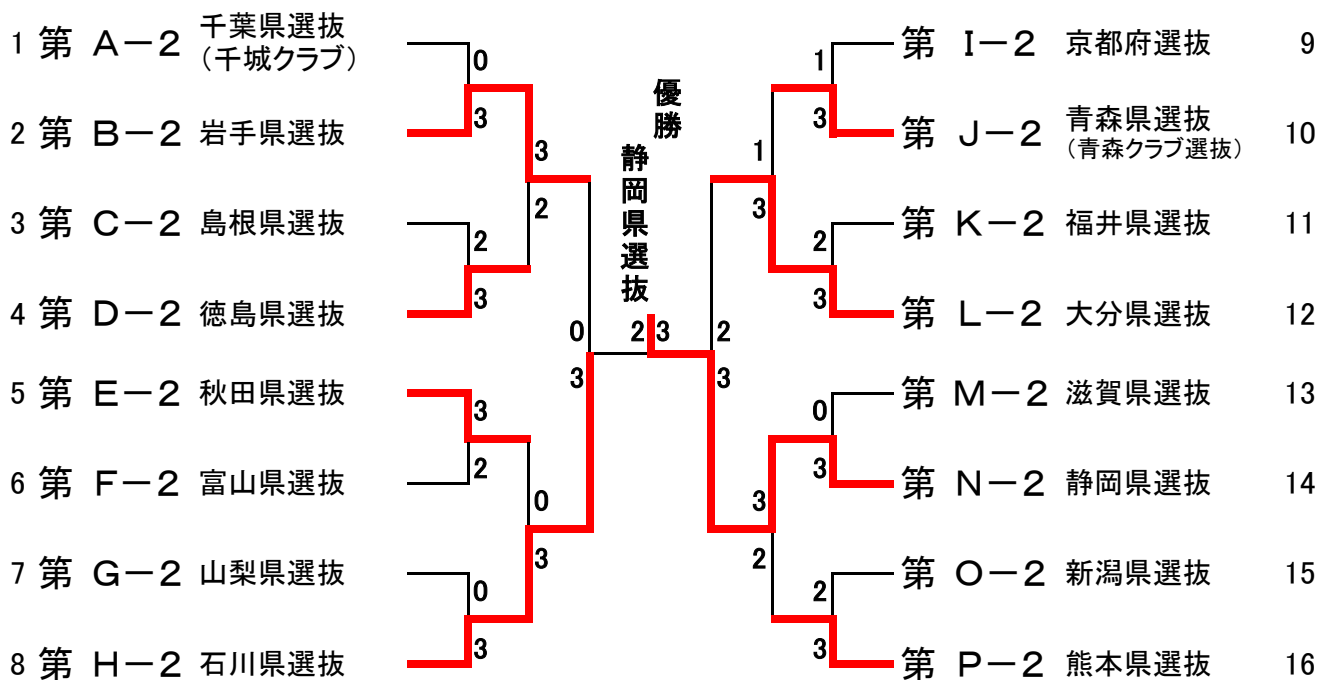 1 第 A－2 千葉県選抜
(千城クラブ)
0
3
2 第 B－2 岩手県選抜
3
2
3 第 C－2 島根県選抜
2
3
4 第 D－2 徳島県選抜
0
3
5 第 E－2 秋田県選抜
3
2
6 第 F－2 富山県選抜
0
3
7 第 G－2 山梨県選抜
0
3
8 第 H－2 石川県選抜
優勝
静岡県選抜
2 3
第 I－2 京都府選抜 9
1
3
第 J－2 青森県選抜 10
(青森クラブ選抜)
1
3
第 K－2 福井県選抜 11
2
3
第 L－2 大分県選抜 12
2
3
第 M－2 滋賀県選抜 13
0
3
第 N－2 静岡県選抜 14
3
2
第 O－2 新潟県選抜 15
2
3
第 P－2 熊本県選抜 16